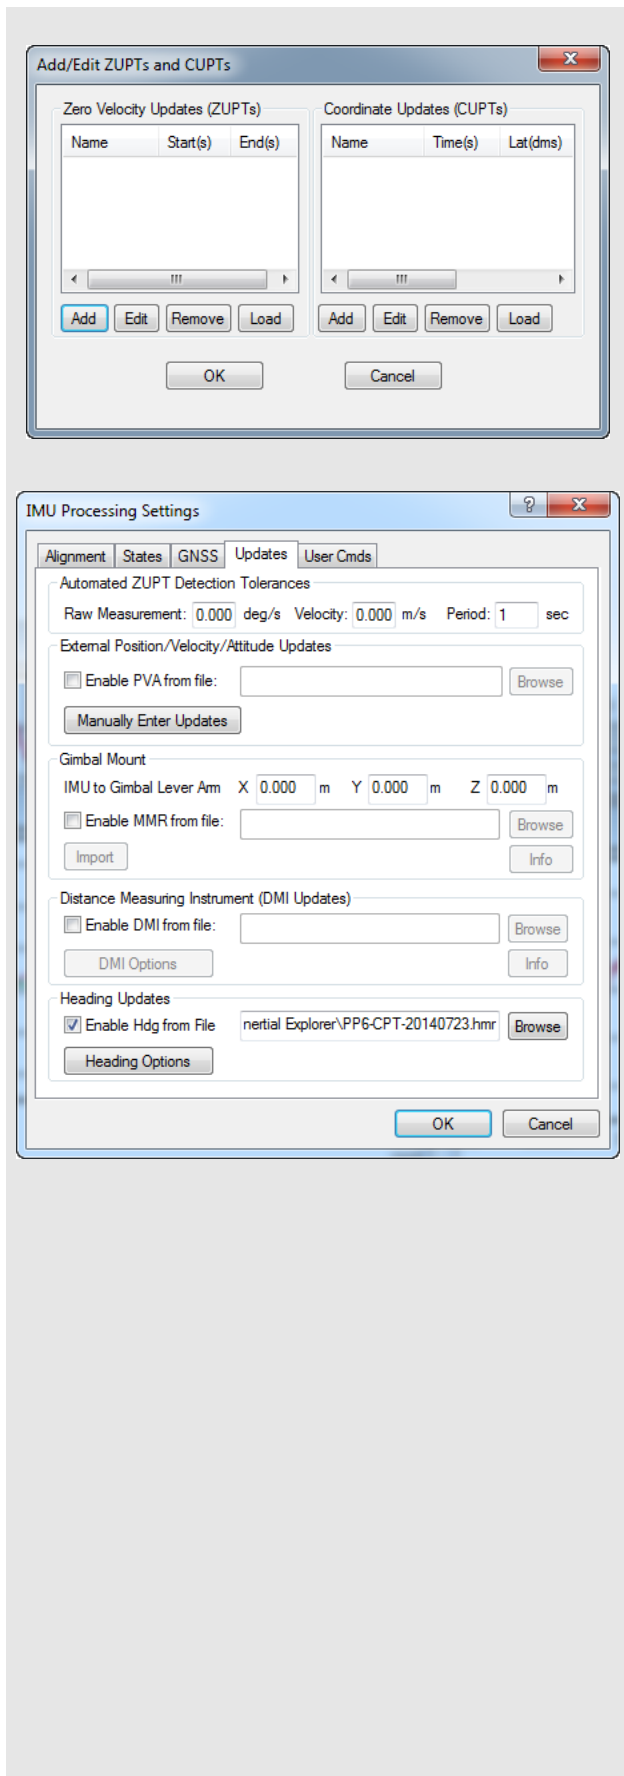 Add/Edit ZUPTs and CUPTs
x
Zero Velocity Updates (ZUPTs)
Coordinate Updates (CUPTs)
Name Start(s) End(s)
Name Time(s) Lat(dms)
Add Edit Remove Load
Add Edit Remove Load
OK Cancel
IMU Processing Settings
? x
Alignment States GNSS Updates User Cmds
Automated ZUPT Detection Tolerances
Raw Measurement: 0.000 deg/s Velocity: 0.000 m/s Period: 1 sec
External Position/Velocity/Attitude Updates
Enable PVA from file: Browse
Manually Enter Updates
Gimbal Mount
IMU to Gimbal Lever Arm X 0.000 m Y 0.000 m Z 0.000 m
Enable MMR from file: Browse
Import Info
Distance Measuring Instrument (DMI Updates)
Enable DMI from file: Browse
DMI Options Info
Heading Updates
Enable Hdg from File nertial Explorer\PP6-CPT-20140723.hmr Browse
Heading Options
OK Cancel